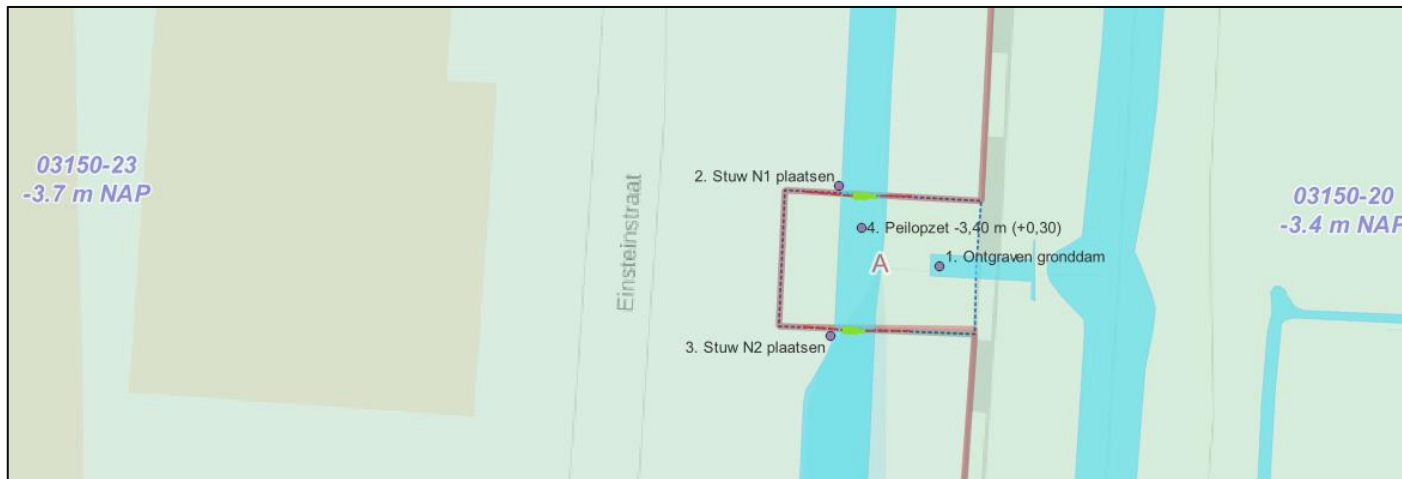 03150-23
-3.7 m NAP
Einsteinstraat
2. Stuw N1 plaatsen
4. Peilopzet -3,40 m (+0,30)
A
1. Ontgraven gronddam
3. Stuw N2 plaatsen
03150-20
-3.4 m NAP